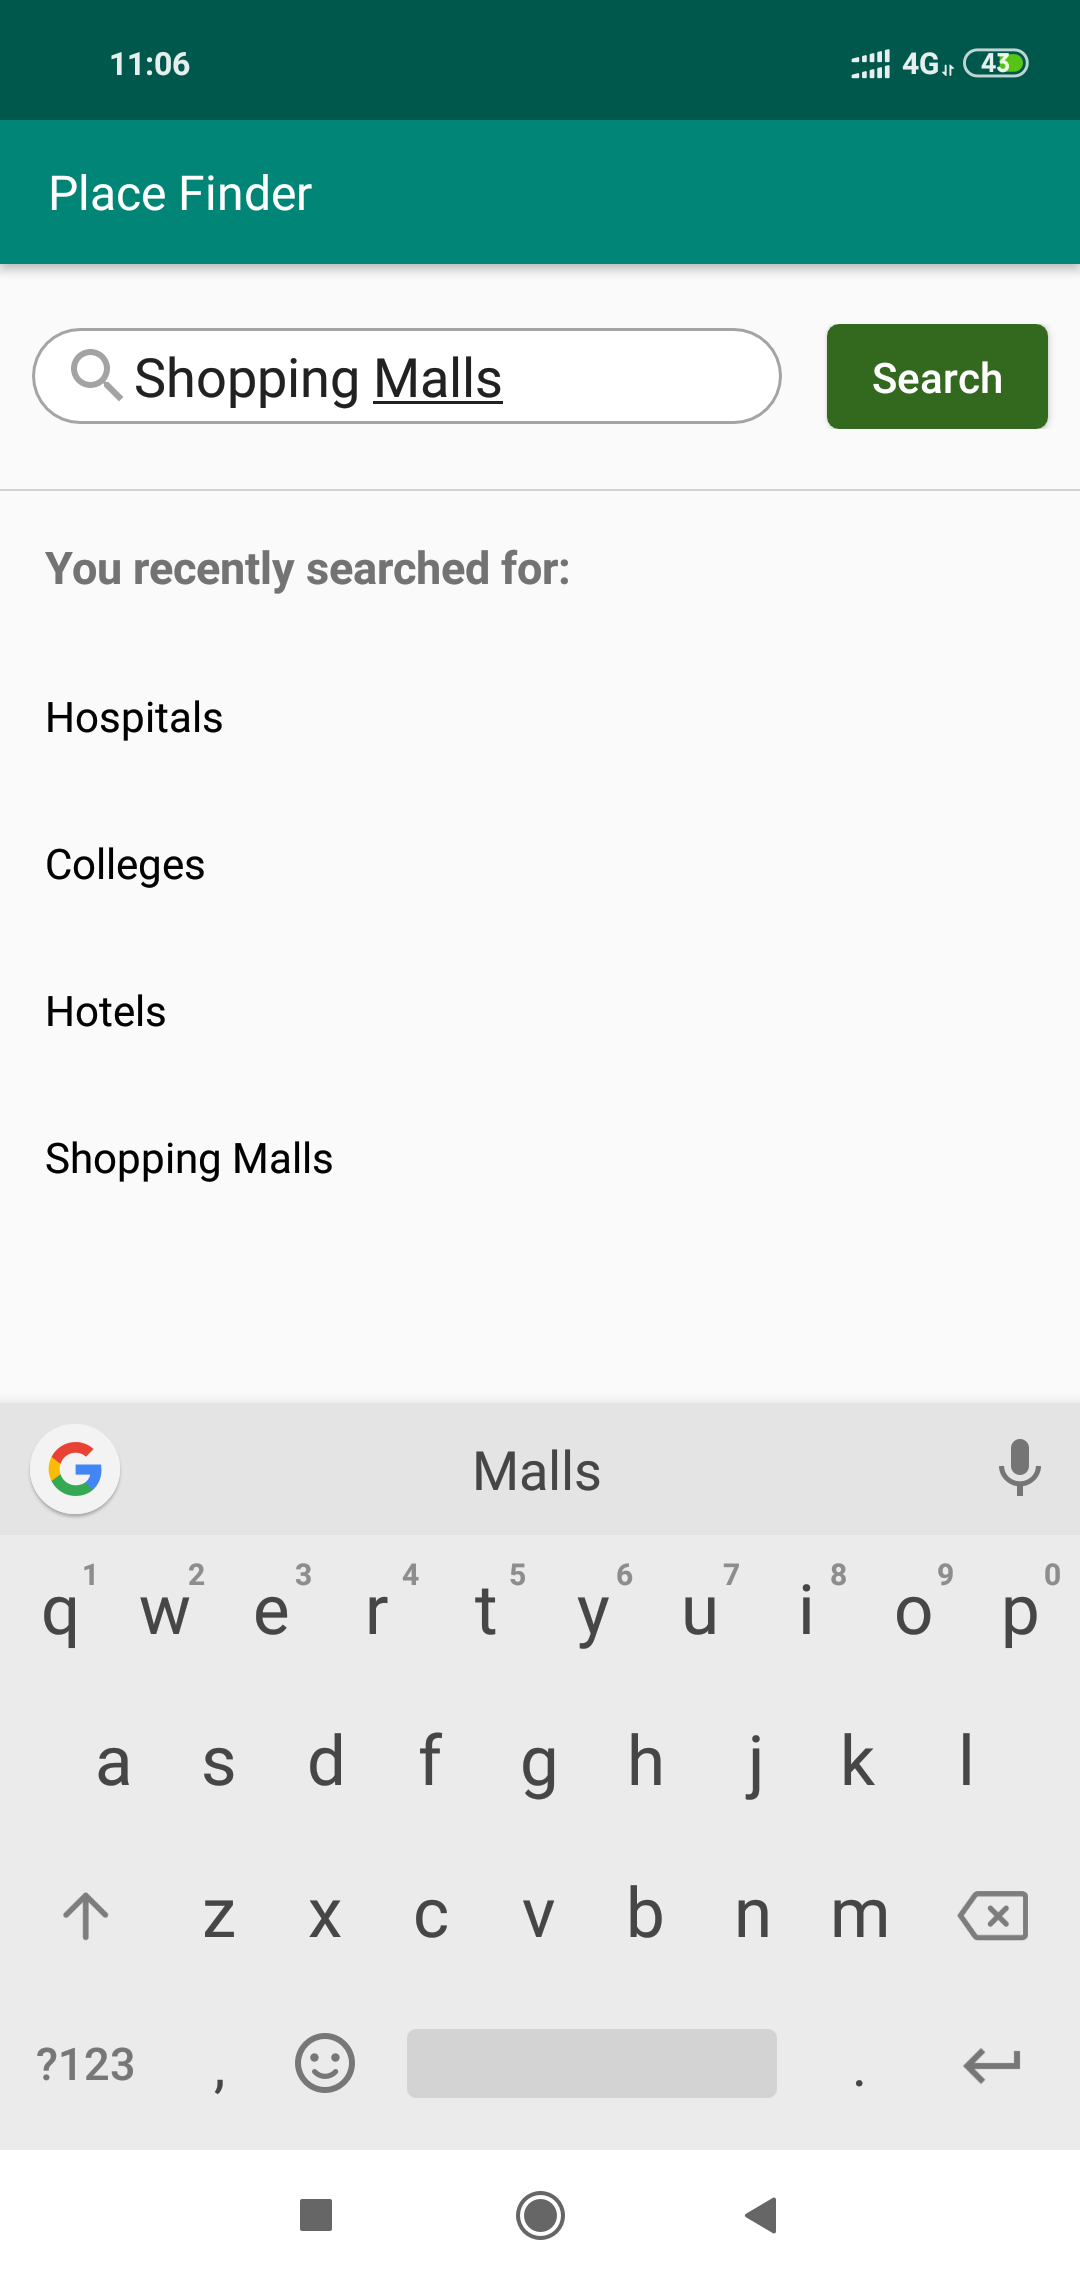 11:06 4G 43
Place Finder
Shopping Malls
Search
You recently searched for:
Hospitals
Colleges
Hotels
Shopping Malls
G Malls
1 2 3 4 5 6 7 8 9 0
q w e r t y u i o p
a s d f g h j k l
z x c v b n m
?123 , .